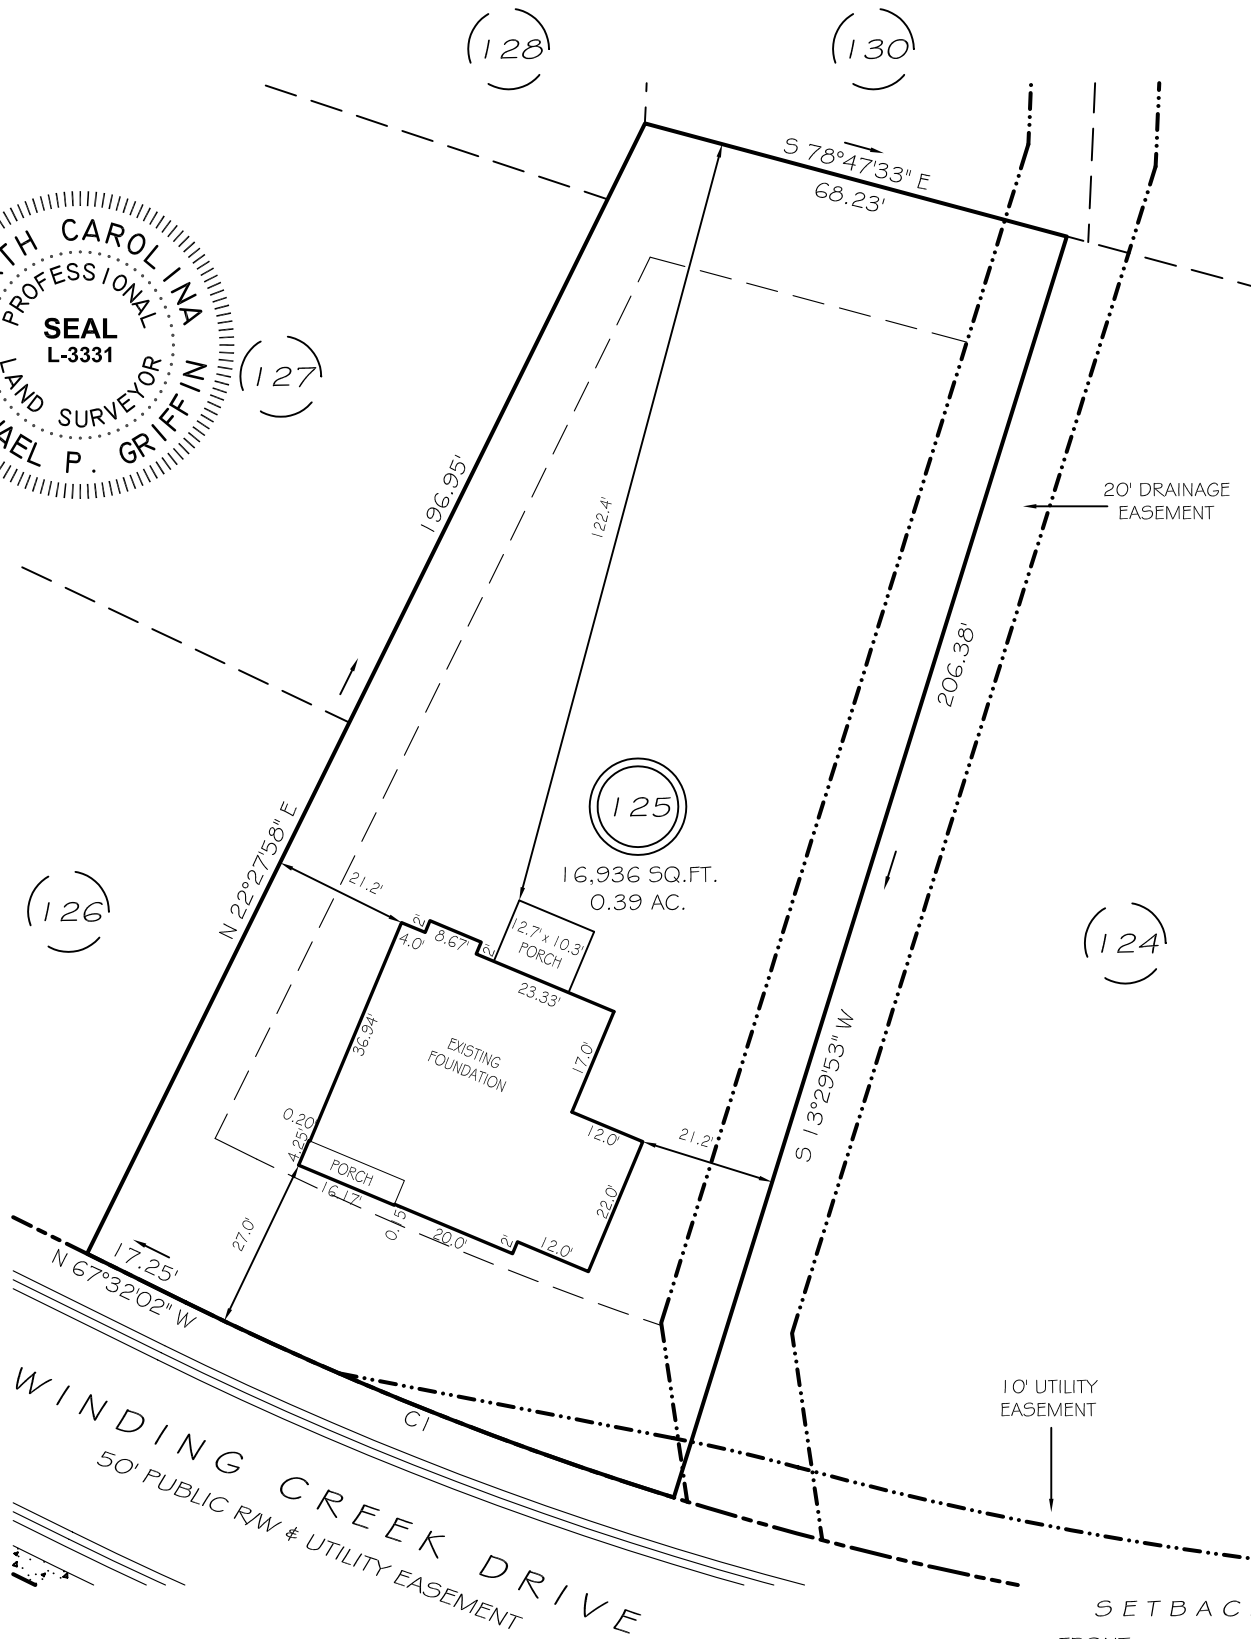 128
130
S 78°47'33" E
68.23'
CAROLINA
PROFESSIONAL
SEAL
L-3331
LAND SURVEYOR
P. GRIFFIN
127
196.95'
122.4'
20' DRAINAGE
EASEMENT
206.38'
125
16,936 SQ.FT.
0.39 AC.
N 22°27'58" E
21.2'
126
124
4.0'
2'
8.67'
2'
12.7' x 10.3'
PORCH
23.33'
36.94'
EXISTING
FOUNDATION
17.0'
12.0'
21.2'
S 13°29'53" W
0.20
4.25'
PORCH
16.17'
0.15
20.0'
2'
12.0'
22.0'
27.0'
17.25'
N 67°32'02" W
C1
10' UTILITY
EASEMENT
WINDING CREEK DRIVE
50' PUBLIC R/W & UTILITY EASEMENT